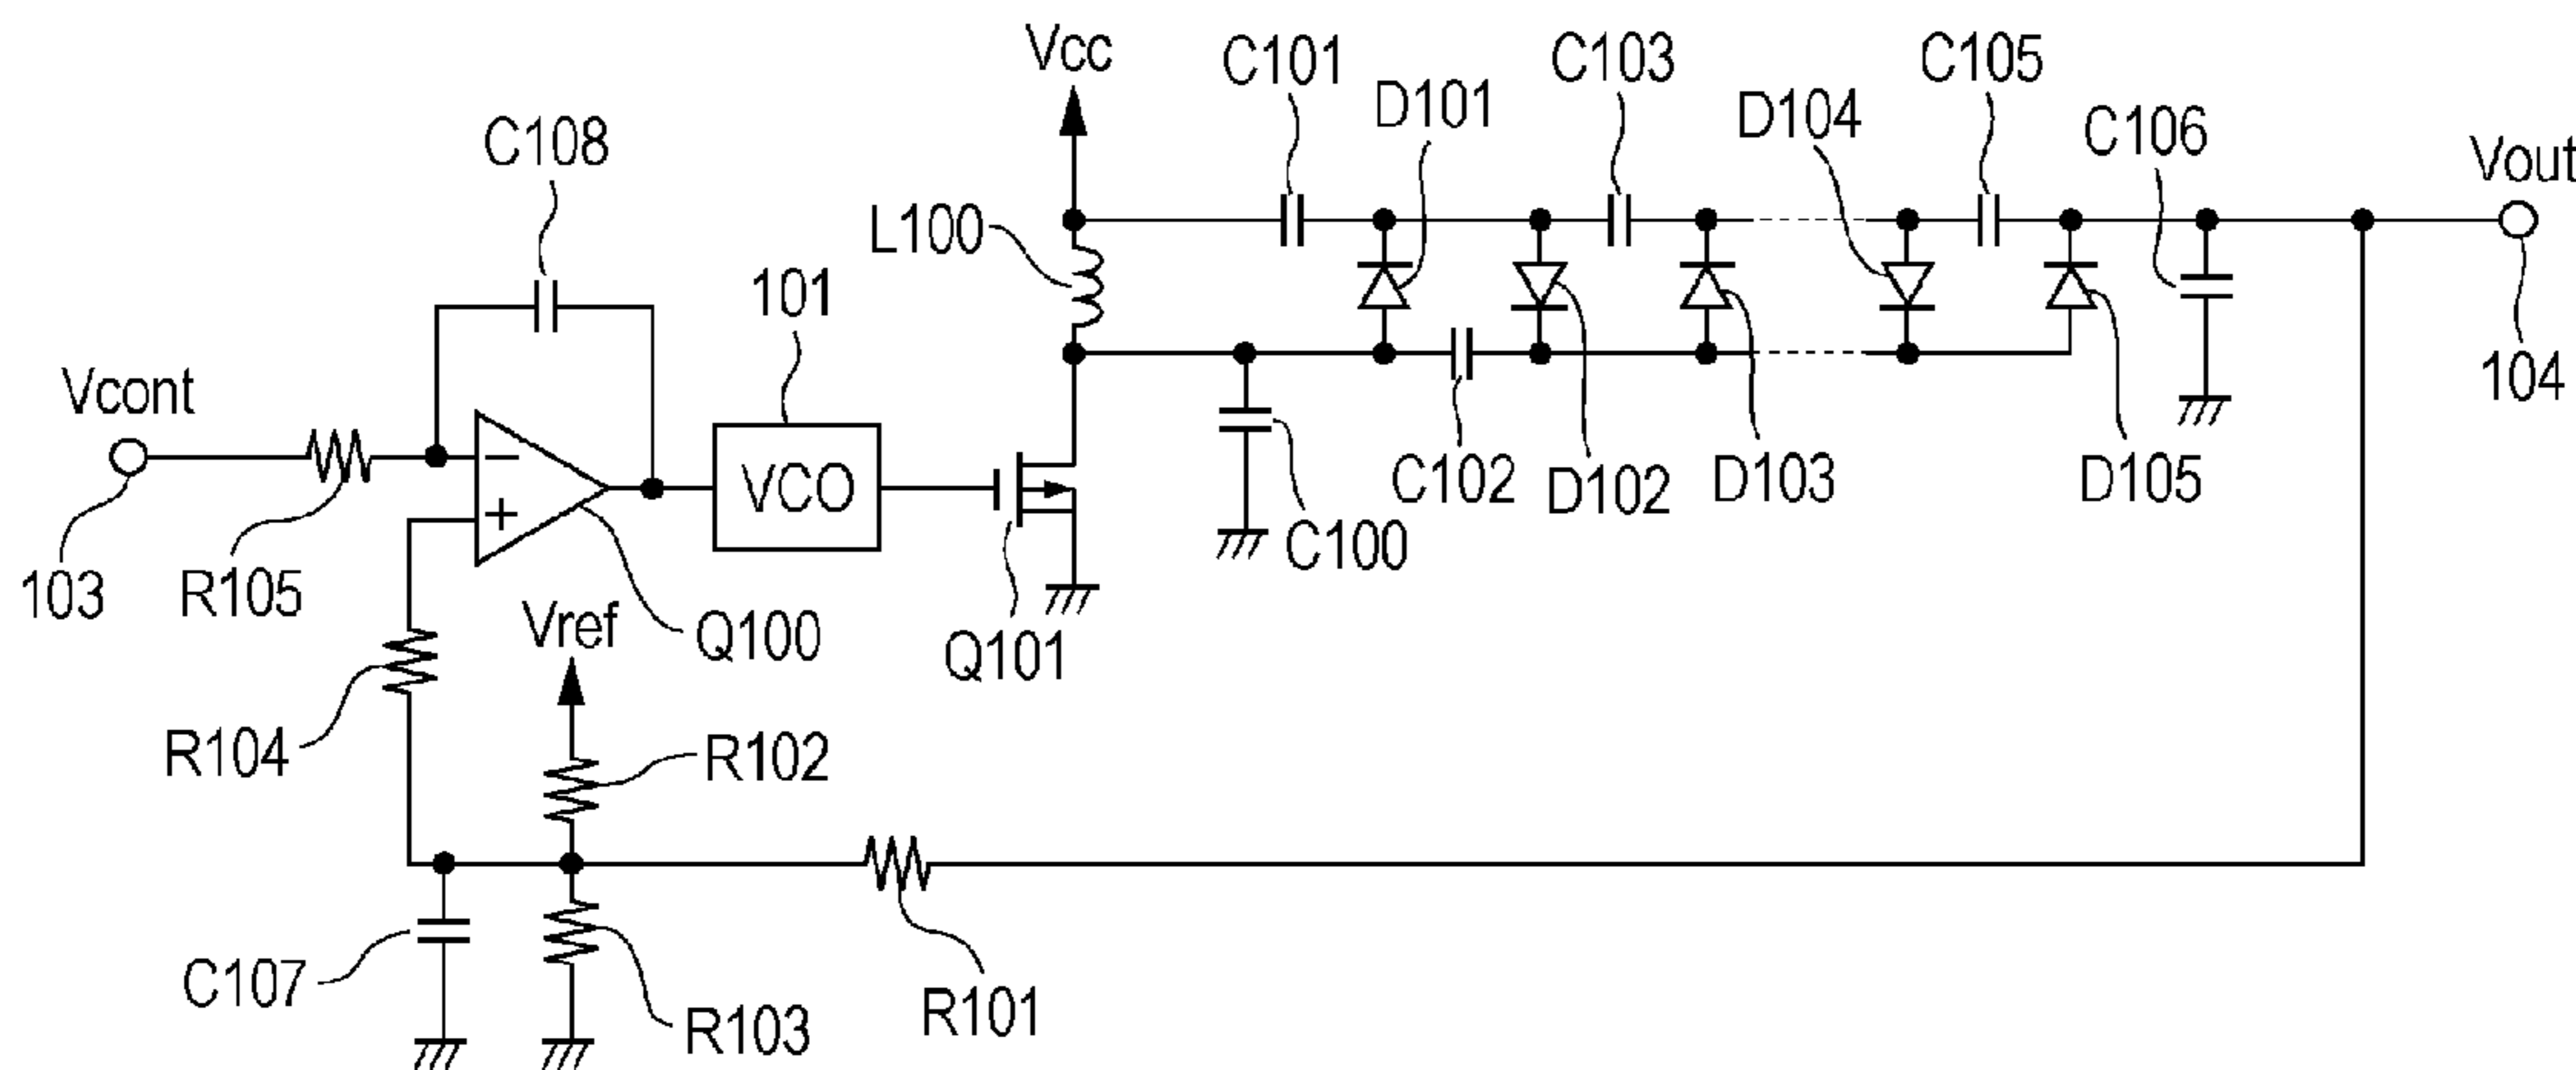 Vcc
C101
C103
C105
D101
D104
C106
Vout
C108
L100
101
Vcont
VCO
−
+
104
C102
D102
D103
D105
C100
103
R105
Vref
Q100
Q101
R104
R102
C107
R103
R101